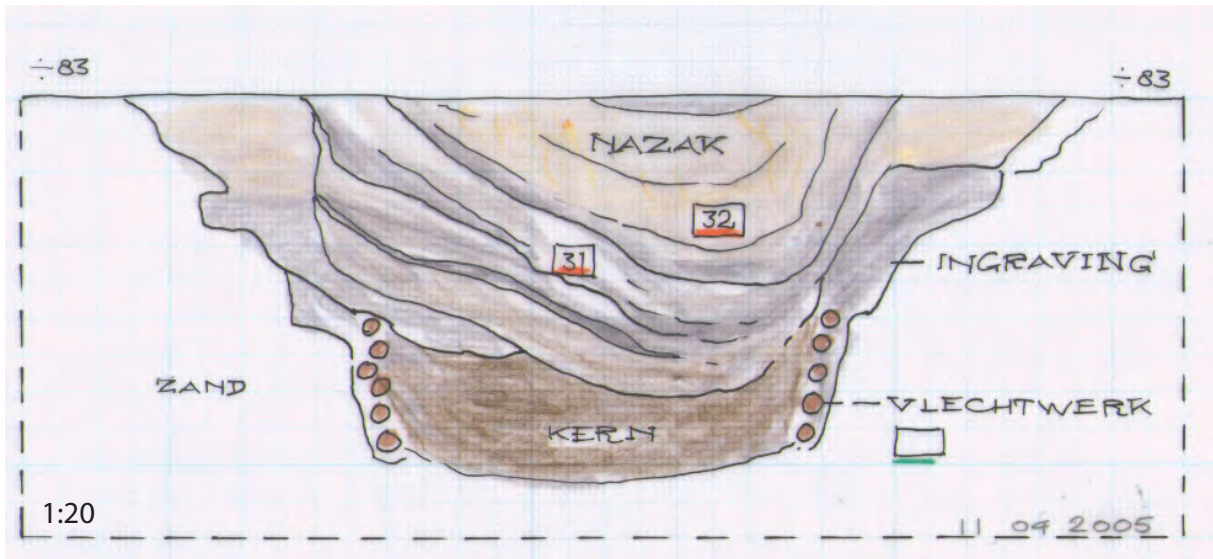 ÷83
÷83
NAZAK
32
31
INGRAVING
ZAND
VLECHTWERK
KERN
1:20
11 04 2005